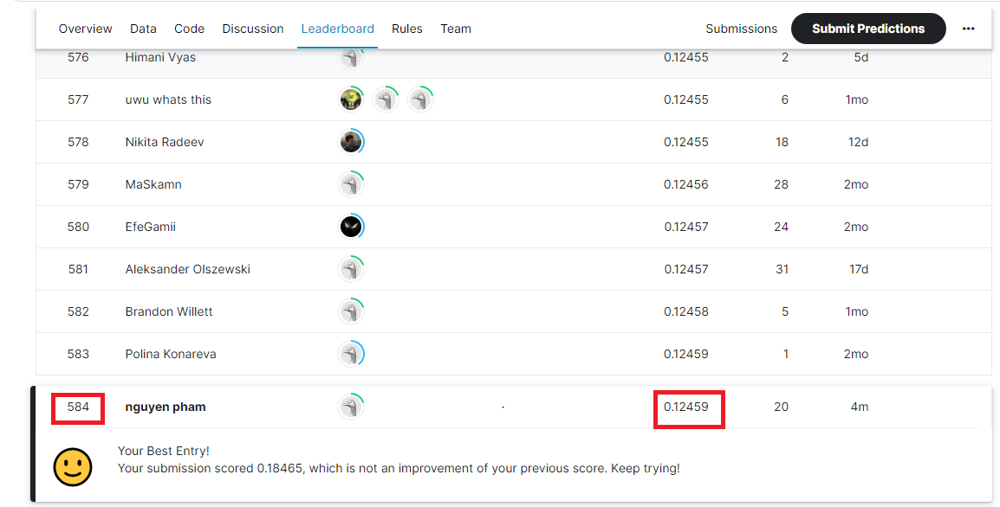 Overview Data Code Discussion Leaderboard Rules Team Submissions Submit Predictions ...
576 Himani Vyas 0.12455 2 5d
577 uwu whats this 0.12455 6 1mo
578 Nikita Radeev 0.12455 18 12d
579 MaSkamn 0.12456 28 2mo
580 EfeGamii 0.12457 24 2mo
581 Aleksander Olszewski 0.12457 31 17d
582 Brandon Willett 0.12458 5 1mo
583 Polina Konareva 0.12459 1 2mo
584 nguyen pham 0.12459 20 4m
Your Best Entry!
Your submission scored 0.18465, which is not an improvement of your previous score. Keep trying!